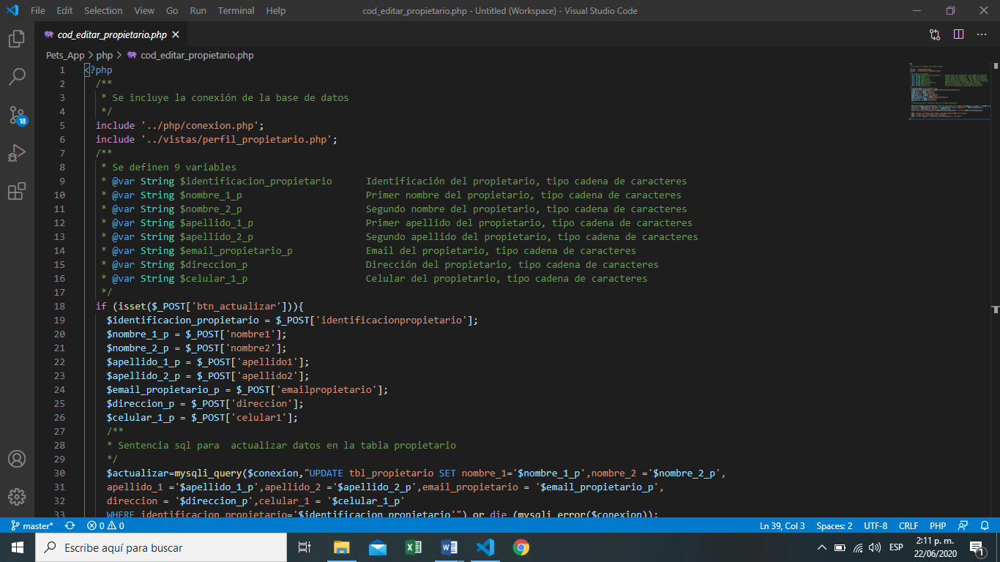 File Edit Selection View Go Run Terminal Help cod_editar_propietario.php - Untitled (Workspace) - Visual Studio Code
cod_editar_propietario.php
Pets_App > php > cod_editar_propietario.php
1 <?php
2 /**
3 * Se incluye la conexión de la base de datos
4 */
5 include '../php/conexion.php';
6 include '../vistas/perfil_propietario.php';
7 /**
8 * Se definen 9 variables
9 * @var String $identificacion_propietario Identificación del propietario, tipo cadena de caracteres
10 * @var String $nombre_1_p Primer nombre del propietario, tipo cadena de caracteres
11 * @var String $nombre_2_p Segundo nombre del propietario, tipo cadena de caracteres
12 * @var String $apellido_1_p Primer apellido del propietario, tipo cadena de caracteres
13 * @var String $apellido_2_p Segundo apellido del propietario, tipo cadena de caracteres
14 * @var String $email_propietario_p Email del propietario, tipo cadena de caracteres
15 * @var String $direccion_p Dirección del propietario, tipo cadena de caracteres
16 * @var String $celular_1_p Celular del propietario, tipo cadena de caracteres
17 */
18 if (isset($_POST['btn_actualizar'])){
19 $identificacion_propietario = $_POST['identificacionpropietario'];
20 $nombre_1_p = $_POST['nombre1'];
21 $nombre_2_p = $_POST['nombre2'];
22 $apellido_1_p = $_POST['apellido1'];
23 $apellido_2_p = $_POST['apellido2'];
24 $email_propietario_p = $_POST['emailpropietario'];
25 $direccion_p = $_POST['direccion'];
26 $celular_1_p = $_POST['celular1'];
27 /**
28 * Sentencia sql para  actualizar datos en la tabla propietario
29 */
30 $actualizar=mysqli_query($conexion,"UPDATE tbl_propietario SET nombre_1='$nombre_1_p',nombre_2 ='$nombre_2_p',
31 apellido_1 ='$apellido_1_p',apellido_2 ='$apellido_2_p',email_propietario = '$email_propietario_p',
32 direccion = '$direccion_p',celular_1 = '$celular_1_p'
33 WHERE identificacion_propietario='$identificacion_propietario'") or die (mysqli_error($conexion));
18
master* 0 0 Ln 39, Col 3 Spaces: 2 UTF-8 CRLF PHP
Escribe aquí para buscar
ESP
2:11 p. m.
22/06/2020
1